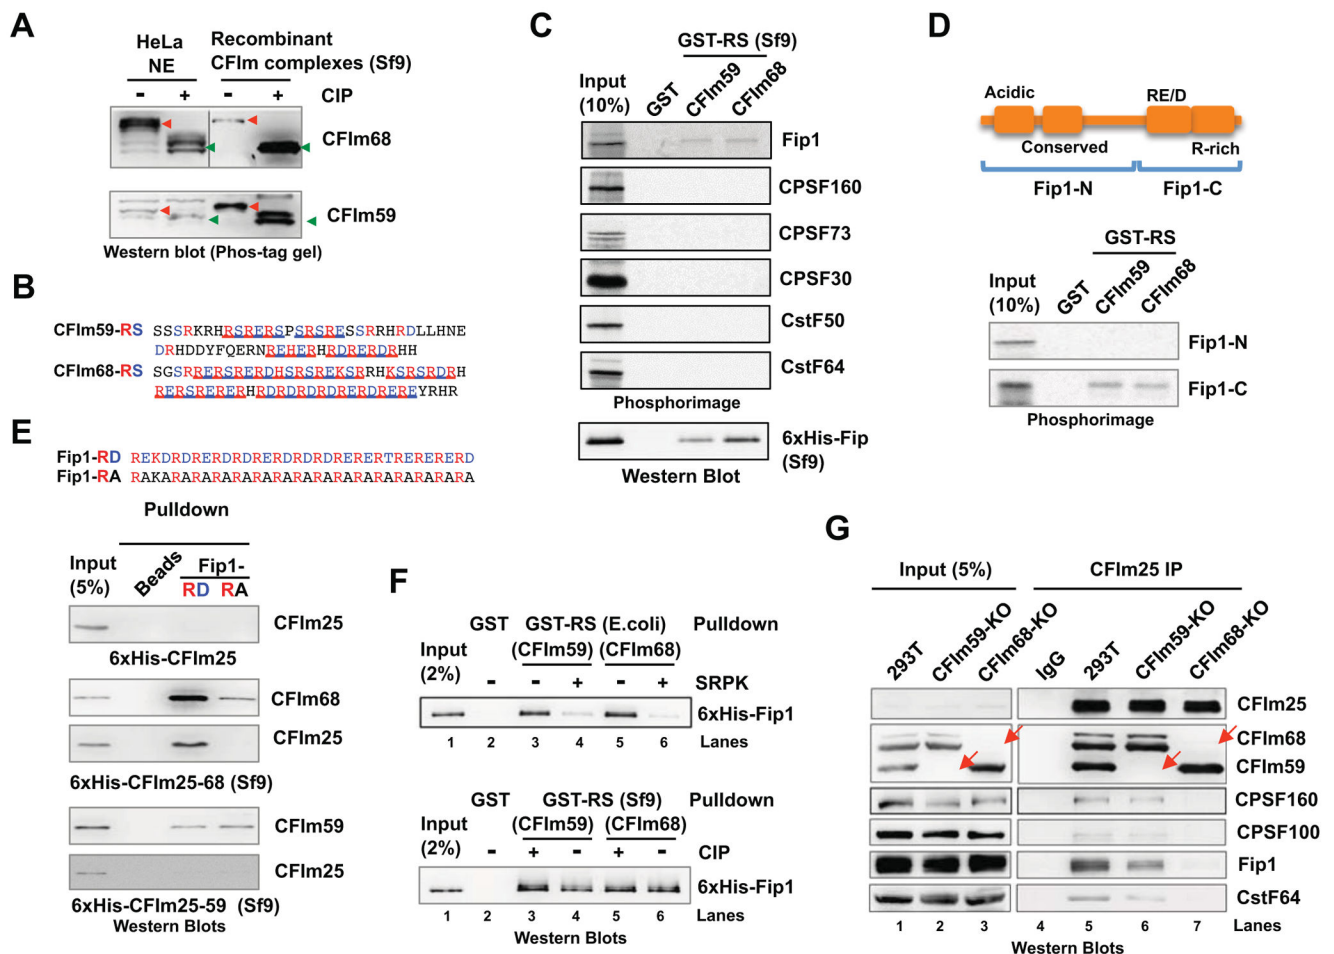 A
HeLa
NE
Recombinant
CFIm complexes (Sf9)
- + - + CIP
CFIm68
CFIm59
Western blot (Phos-tag gel)
B
CFIm59-RS SSSRKRHRSRERSPSRSRESSRRHRDLLHNE
DRHDDYFQERNREHERHRDRERDRHH
CFIm68-RS SGSRRERSRERDHSRSREKSRRHKSRSRDRH
RERSRERERHRDRDRDRDRERDREREYRHR
C
GST-RS (Sf9)
Input
(10%)
GST
CFIm59
CFIm68
Fip1
CPSF160
CPSF73
CPSF30
CstF50
CstF64
Phosphorimage
6xHis-Fip
(Sf9)
Western Blot
D
Acidic
RE/D
Conserved
R-rich
Fip1-N
Fip1-C
GST-RS
Input
(10%)
GST
CFIm59
CFIm68
Fip1-N
Fip1-C
Phosphorimage
E
Fip1-RD REKDRDRERDRDRERDRDRDRERERTRERERERD
Fip1-RA RAKARARARARARARARARARARARARARARARA
Pulldown
Input
(5%)
Beads
Fip1-
RD RA
CFIm25
6xHis-CFIm25
CFIm68
CFIm25
6xHis-CFIm25-68 (Sf9)
CFIm59
CFIm25
6xHis-CFIm25-59 (Sf9)
Western Blots
F
GST GST-RS (E.coli) Pulldown
Input
(2%)
(CFIm59) (CFIm68)
- - + - + SRPK
6xHis-Fip1
1 2 3 4 5 6 Lanes
GST GST-RS (Sf9) Pulldown
Input
(2%)
(CFIm59) (CFIm68)
- + - + - CIP
6xHis-Fip1
1 2 3 4 5 6 Lanes
Western Blots
G
Input (5%)
CFIm25 IP
293T
CFIm59-KO
CFIm68-KO
IgG
293T
CFIm59-KO
CFIm68-KO
CFIm25
CFIm68
CFIm59
CPSF160
CPSF100
Fip1
CstF64
1 2 3 4 5 6 7 Lanes
Western Blots